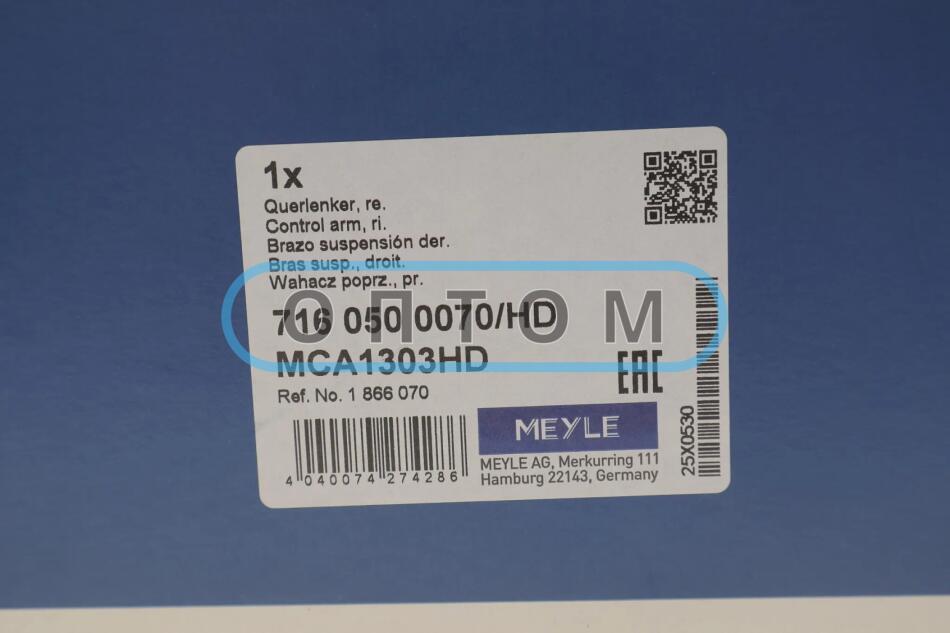 1x
Querlenker, re.
Control arm, ri.
Brazo suspensión der.
Bras susp., droit.
Wahacz poprz., pr.
ОПТОМ
716 050 0070/HD
MCA1303HD
Ref. No. 1 866 070
EAC
MEYLE
MEYLE AG, Merkurring 111
Hamburg 22143, Germany
4 040074 274286
25X0530